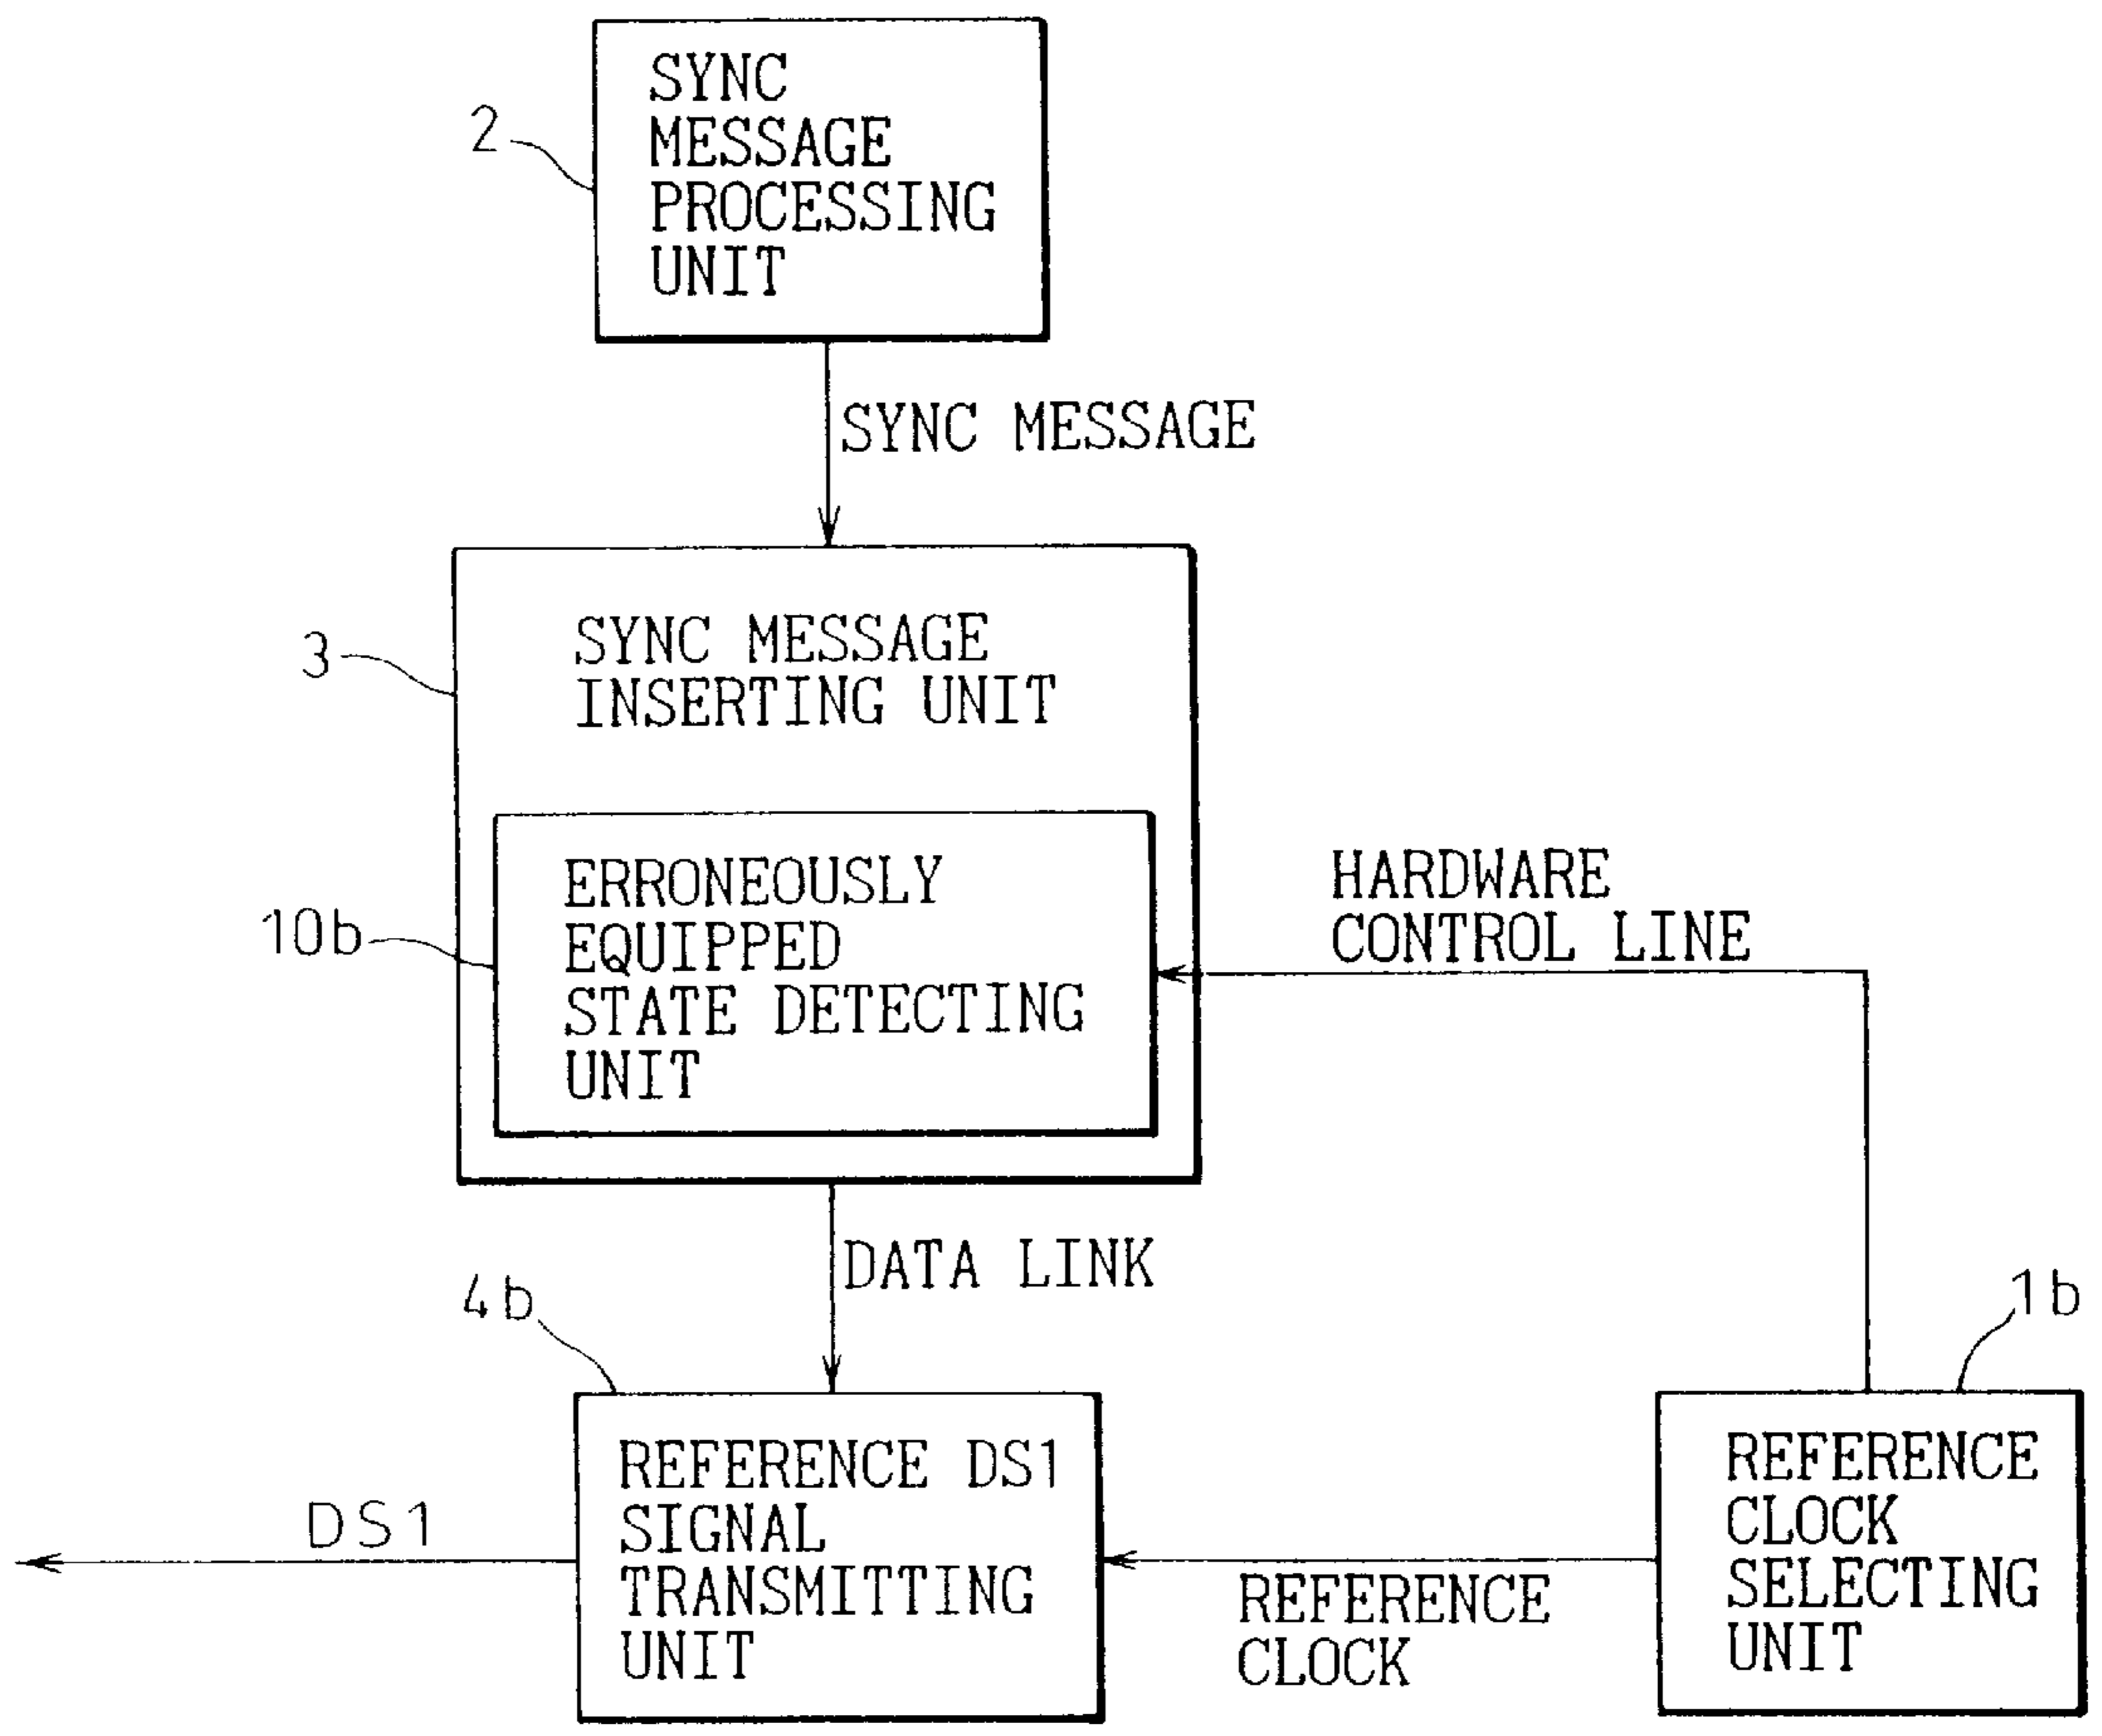 2
SYNC
MESSAGE
PROCESSING
UNIT
SYNC MESSAGE
3
SYNC MESSAGE
INSERTING UNIT
10b
ERRONEOUSLY
EQUIPPED
STATE DETECTING
UNIT
HARDWARE
CONTROL LINE
DATA LINK
4b
1b
REFERENCE DS1
SIGNAL
TRANSMITTING
UNIT
DS1
REFERENCE
CLOCK
REFERENCE
CLOCK
SELECTING
UNIT